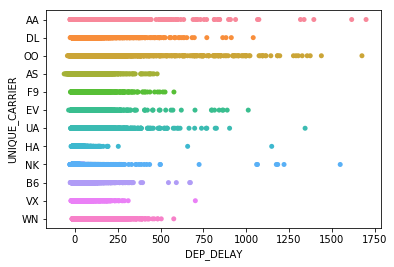 AA
DL
OO
AS
F9
EV
UA
HA
NK
B6
VX
WN
UNIQUE_CARRIER
0 250 500 750 1000 1250 1500 1750
DEP_DELAY